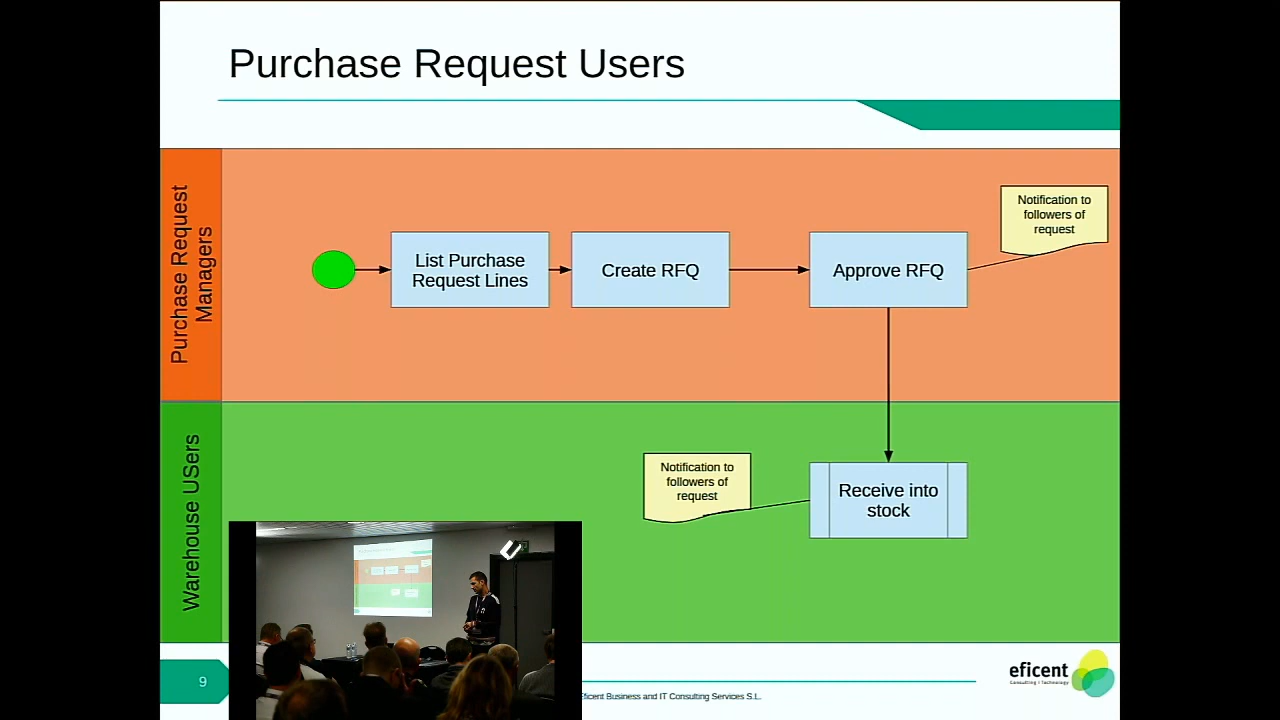 Purchase Request Users
Purchase Request
Managers
List Purchase
Request Lines
Create RFQ
Approve RFQ
Notification to
followers of
request
Warehouse USers
Notification to
followers of
request
Receive into
stock
9
Eficent Business and IT Consulting Services S.L.
eficent
Consulting | Technology